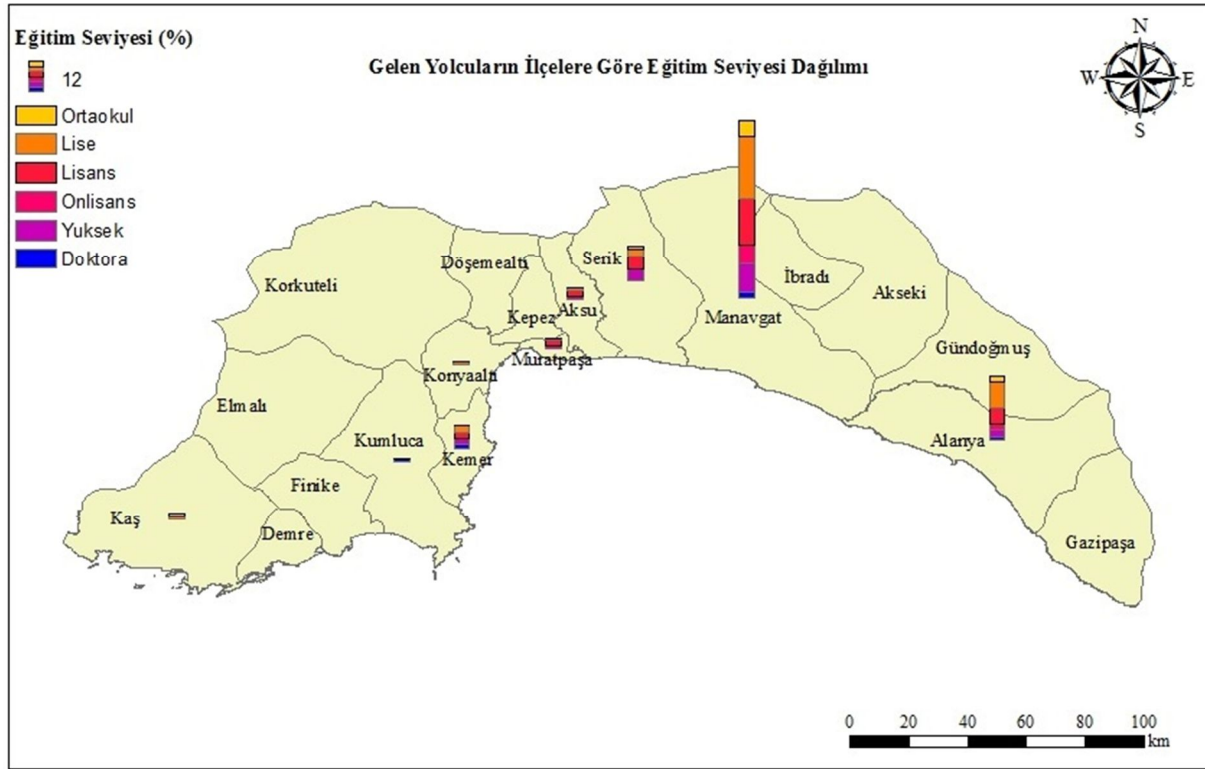 Eğitim Seviyesi (%)
12
Ortaokul
Lise
Lisans
Onlisans
Yuksek
Doktora
Gelen Yolcuların İlçelere Göre Eğitim Seviyesi Dağılımı
N
W E
S
Korkuteli
Döşemealti
Serik
Kepez
Aksu
Muratpaşa
Konyaalti
Manavgat
İbradı
Akseki
Gündoğmuş
Elmalı
Kumluca
Kemer
Alanya
Finike
Kaş
Demre
Gazipaşa
0 20 40 60 80 100
km